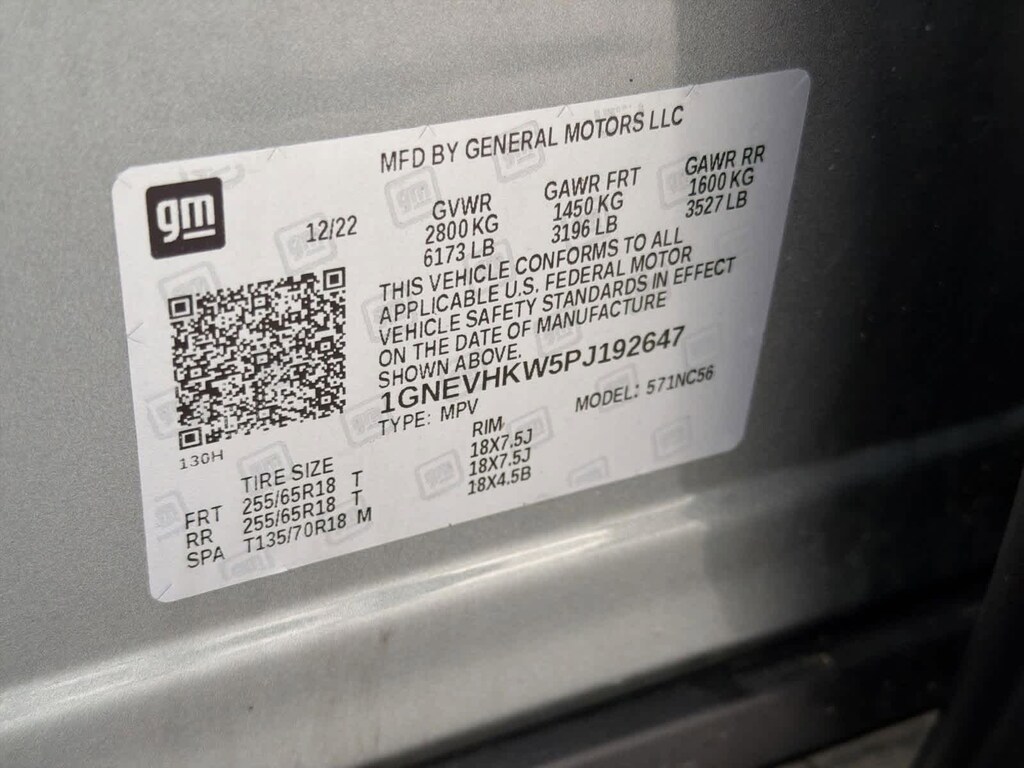 MFD BY GENERAL MOTORS LLC
gm
12/22
GVWR GAWR FRT GAWR RR
2800 KG 1450 KG 1600 KG
6173 LB 3196 LB 3527 LB
THIS VEHICLE CONFORMS TO ALL
APPLICABLE U.S. FEDERAL MOTOR
VEHICLE SAFETY STANDARDS IN EFFECT
ON THE DATE OF MANUFACTURE
SHOWN ABOVE.
1GNEVHKW5PJ192647
TYPE: MPV MODEL: 571NC56
130H
TIRE SIZE RIM
FRT 255/65R18 T 18X7.5J
RR 255/65R18 T 18X7.5J
SPA T135/70R18 M 18X4.5B